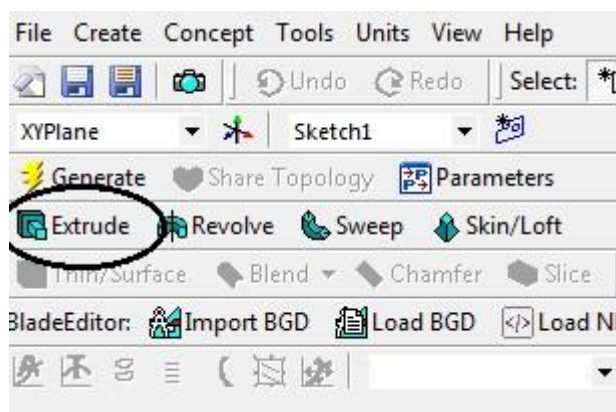 File Create Concept Tools Units View Help
Undo Redo Select:
XYPlane Sketch1
Generate Share Topology Parameters
Extrude Revolve Sweep Skin/Loft
Thin/Surface Blend Chamfer Slice
BladeEditor: Import BGD Load BGD Load